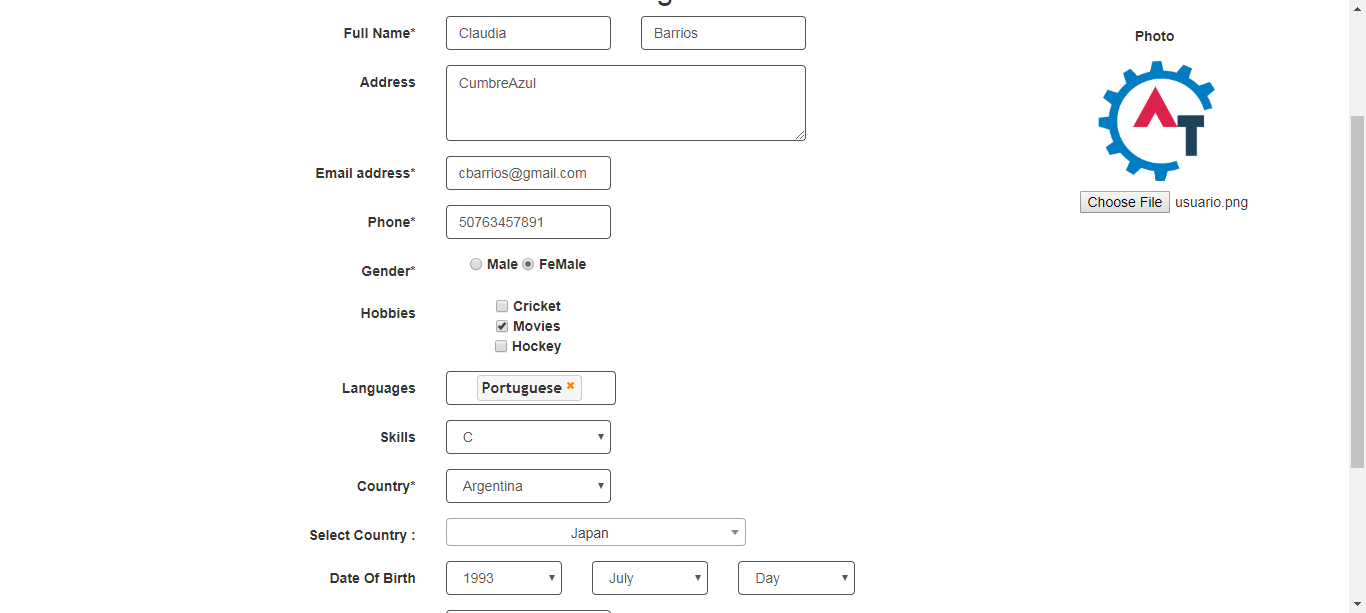 Full Name* Claudia Barrios
Photo
Address CumbreAzul
AT
Email address* cbarrios@gmail.com
Choose File usuario.png
Phone* 50763457891
Gender* Male FeMale
Hobbies Cricket
Movies
Hockey
Languages Portuguese
Skills C
Country* Argentina
Select Country : Japan
Date Of Birth 1993 July Day